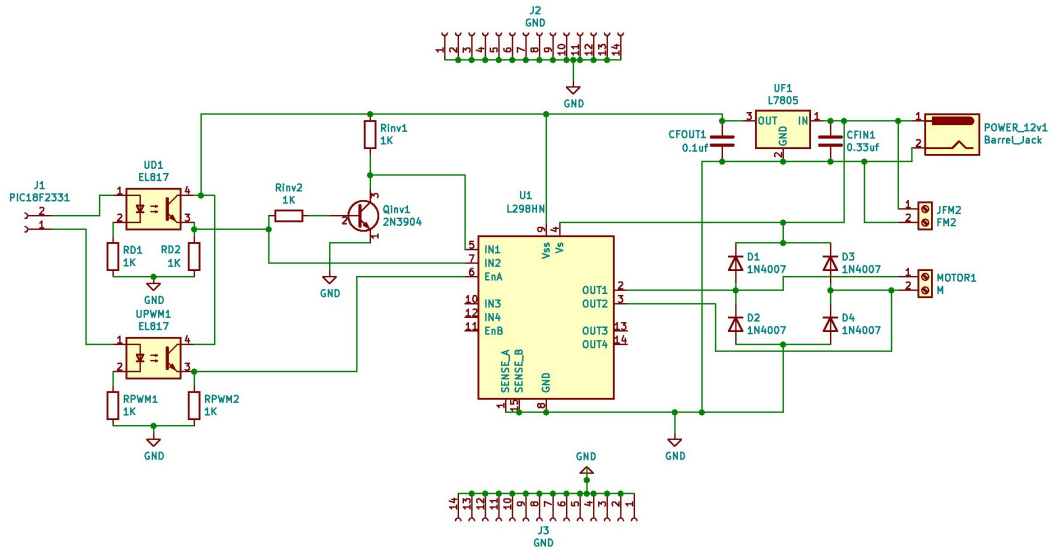 J2
GND
1 2 3 4 5 6 7 8 9 10 11 12 13 14
GND
UF1
L7805
3 OUT IN 1
GND
2
CFOUT1
0.1uf
CFIN1
0.33uf
1
2
POWER_12v1
Barrel_Jack
Rinv1
1K
UD1
EL817
1 4
2 3
J1
PIC18F2331
2
1
Rinv2
1K
3
2
1
Qinv1
2N3904
U1
L298HN
9 4
Vss Vs
1 JFM2
2 FM2
RD1
1K
RD2
1K
GND
GND
5 IN1
7 IN2
6 EnA
10 IN3
12 IN4
11 EnB
OUT1 2
OUT2 3
OUT3 13
OUT4 14
SENSE_A SENSE_B GND
1 15 8
D1
1N4007
D3
1N4007
1 MOTOR1
2 M
D2
1N4007
D4
1N4007
UPWM1
EL817
1 4
2 3
RPWM1
1K
RPWM2
1K
GND
GND
GND
14 13 12 11 10 9 8 7 6 5 4 3 2 1
J3
GND